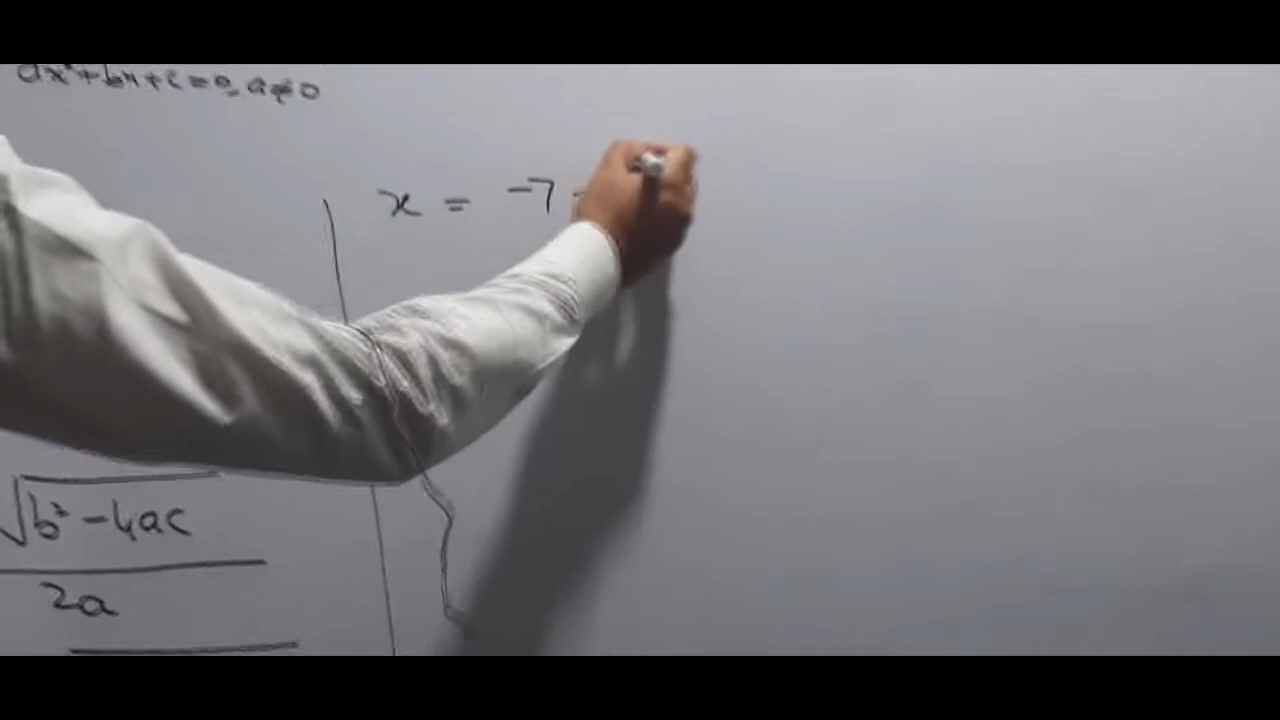 ax²+bx+c=0, a≠0
x = -7
√b²-4ac
2a